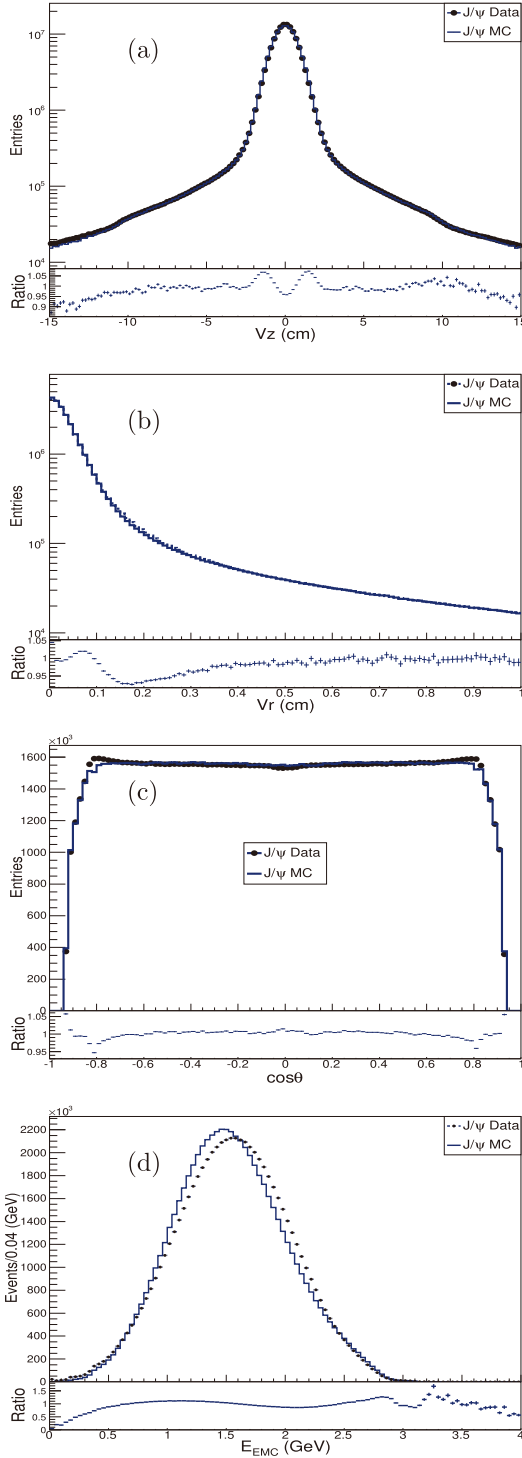 (a)
J/ψ Data
J/ψ MC
Entries
10⁷
10⁶
10⁵
10⁴
Ratio
1.05
1
0.95
0.9
-15 -10 -5 0 5 10 15
Vz (cm)
(b)
J/ψ Data
J/ψ MC
Entries
10⁶
10⁵
10⁴
Ratio
1.05
1
0.95
0 0.1 0.2 0.3 0.4 0.5 0.6 0.7 0.8 0.9 1
Vr (cm)
×10³
(c)
J/ψ Data
J/ψ MC
Entries
1600
1400
1200
1000
800
600
400
200
0
Ratio
1.05
1
0.95
-1 -0.8 -0.6 -0.4 -0.2 0 0.2 0.4 0.6 0.8 1
cosθ
×10³
(d)
J/ψ Data
J/ψ MC
Events/0.04 (GeV)
2200
2000
1800
1600
1400
1200
1000
800
600
400
200
0
Ratio
1.5
1.0
0.5
0
0 0.5 1 1.5 2 2.5 3 3.5 4
E_EMC (GeV)